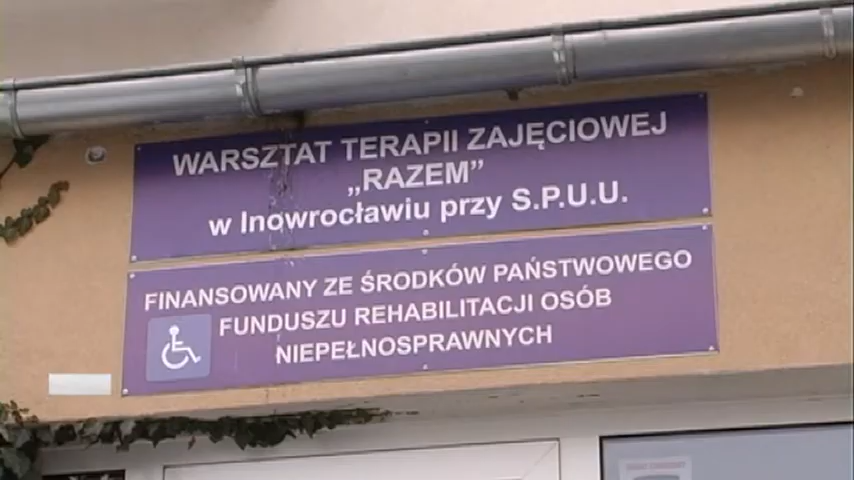 WARSZTAT TERAPII ZAJĘCIOWEJ
„RAZEM”
w Inowrocławiu przy S.P.U.U.
FINANSOWANY ZE ŚRODKÓW PAŃSTWOWEGO
FUNDUSZU REHABILITACJI OSÓB
NIEPEŁNOSPRAWNYCH